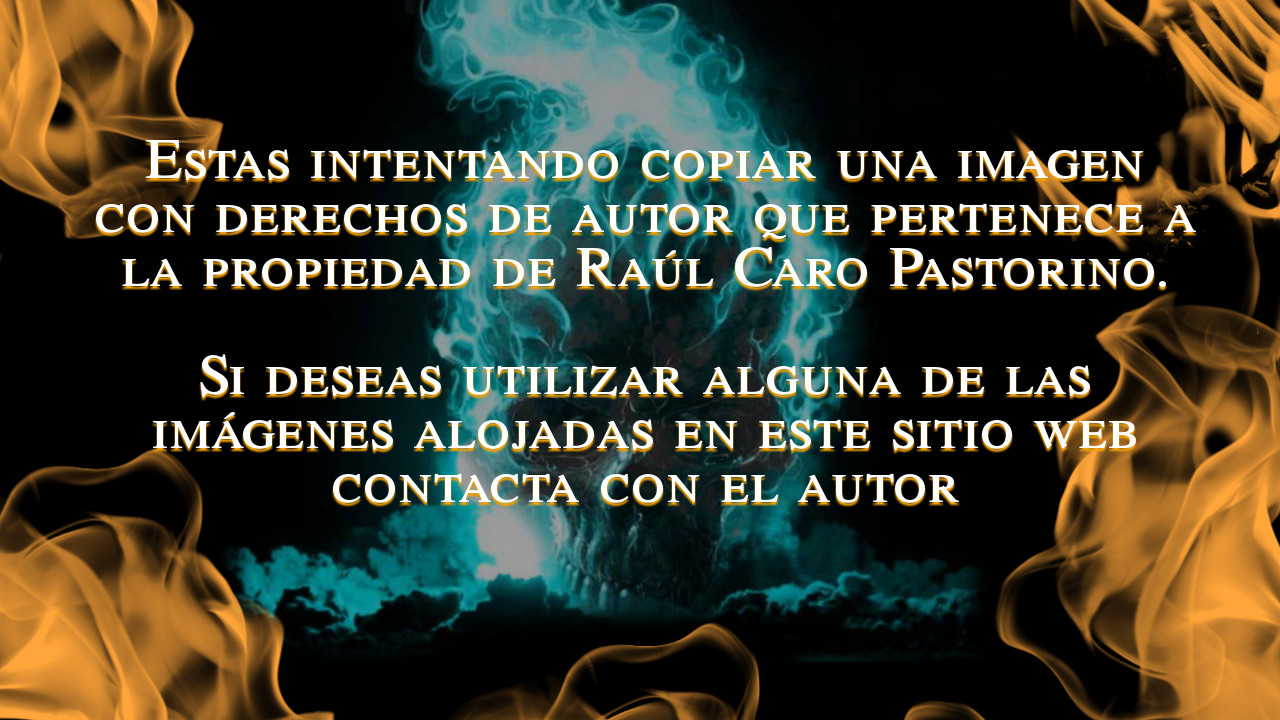 Estas intentando copiar una imagen
con derechos de autor que pertenece a
la propiedad de Raúl Caro Pastorino.
Si deseas utilizar alguna de las
imágenes alojadas en este sitio web
contacta con el autor